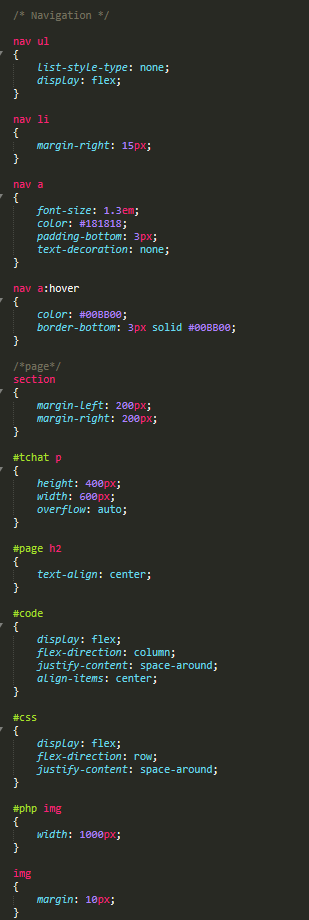 /* Navigation */
nav ul
{
list-style-type: none;
display: flex;
}
nav li
{
margin-right: 15px;
}
nav a
{
font-size: 1.3em;
color: #181818;
padding-bottom: 3px;
text-decoration: none;
}
nav a:hover
{
color: #00BB00;
border-bottom: 3px solid #00BB00;
}
/*page*/
section
{
margin-left: 200px;
margin-right: 200px;
}
#tchat p
{
height: 400px;
width: 600px;
overflow: auto;
}
#page h2
{
text-align: center;
}
#code
{
display: flex;
flex-direction: column;
justify-content: space-around;
align-items: center;
}
#css
{
display: flex;
flex-direction: row;
justify-content: space-around;
}
#php img
{
width: 1000px;
}
img
{
margin: 10px;
}